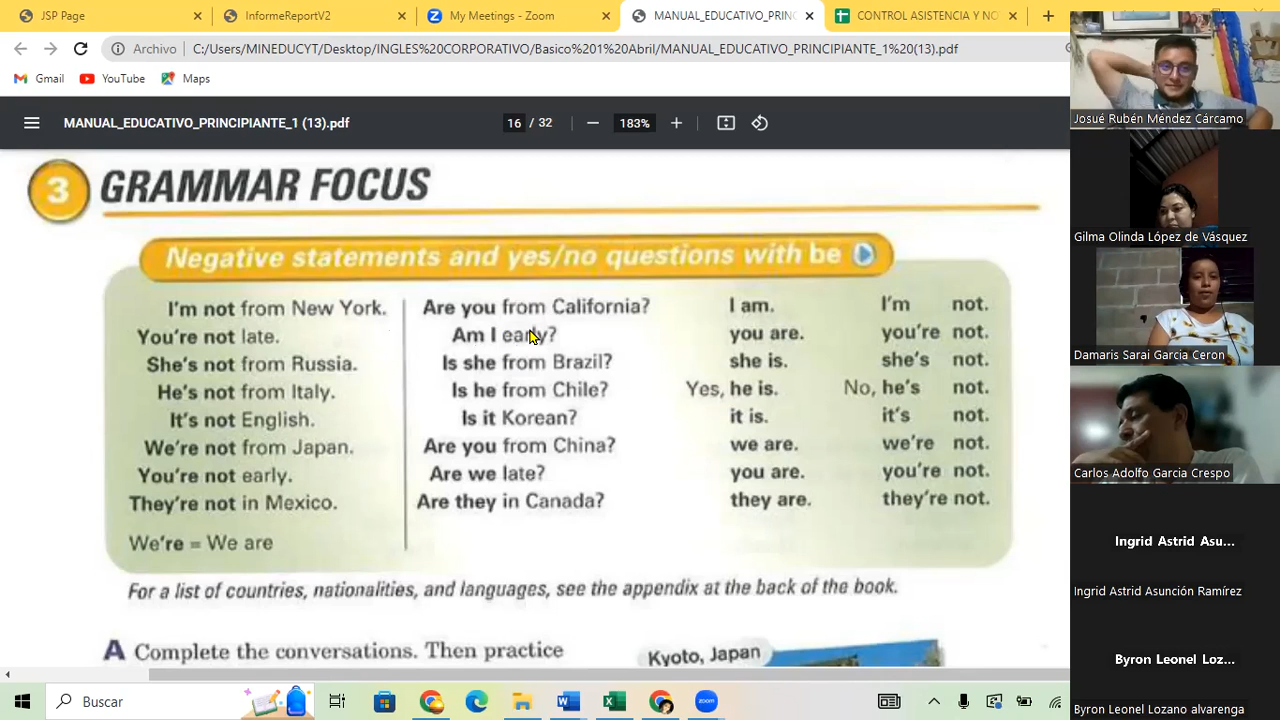 JSP Page
InformeReportV2
My Meetings - Zoom
MANUAL_EDUCATIVO_PRINC
CONTROL ASISTENCIA Y NO
Archivo
C:/Users/MINEDUCYT/Desktop/INGLES%20CORPORATIVO/Basico%201%20Abril/MANUAL_EDUCATIVO_PRINCIPIANTE_1%20(13).pdf
Gmail
YouTube
Maps
MANUAL_EDUCATIVO_PRINCIPIANTE_1 (13).pdf
16 / 32
183%
3 GRAMMAR FOCUS
Negative statements and yes/no questions with be
I'm not from New York. Are you from California? I am. I'm not.
You're not late. Am I early? you are. you're not.
She's not from Russia. Is she from Brazil? she is. she's not.
He's not from Italy. Is he from Chile? Yes, he is. No, he's not.
It's not English. Is it Korean? it is. it's not.
We're not from Japan. Are you from China? we are. we're not.
You're not early. Are we late? you are. you're not.
They're not in Mexico. Are they in Canada? they are. they're not.
We're = We are
For a list of countries, nationalities, and languages, see the appendix at the back of the book.
A Complete the conversations. Then practice
Kyoto, Japan
Buscar
zoom
Josué Rubén Méndez Cárcamo
Gilma Olinda López de Vásquez
Damaris Sarai Garcia Ceron
Carlos Adolfo Garcia Crespo
Ingrid Astrid Asu...
Ingrid Astrid Asunción Ramírez
Byron Leonel Loz...
Byron Leonel Lozano alvarenga